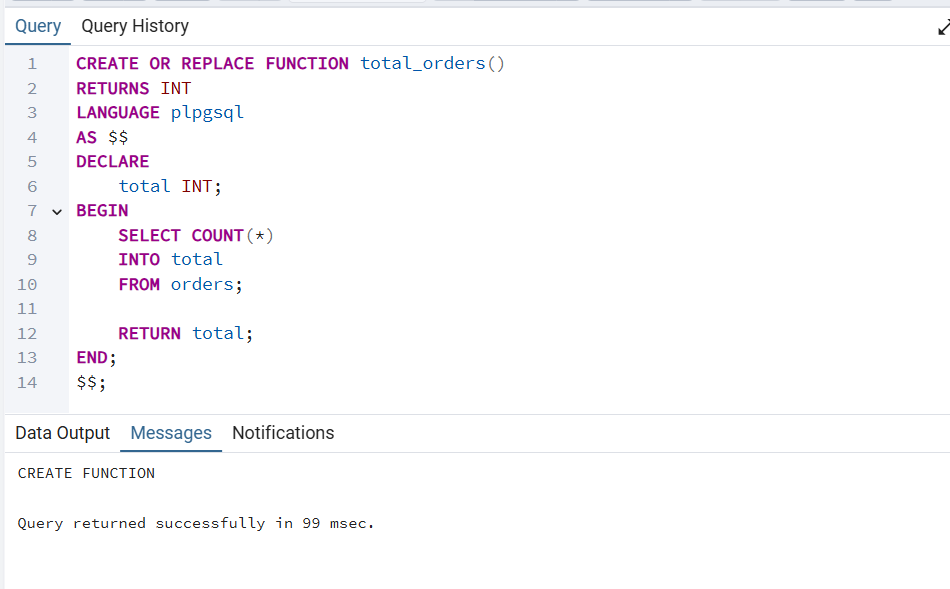 Query Query History
1 CREATE OR REPLACE FUNCTION total_orders()
2 RETURNS INT
3 LANGUAGE plpgsql
4 AS $$
5 DECLARE
6     total INT;
7 BEGIN
8     SELECT COUNT(*)
9     INTO total
10     FROM orders;
11
12     RETURN total;
13 END;
14 $$;
Data Output Messages Notifications
CREATE FUNCTION
Query returned successfully in 99 msec.